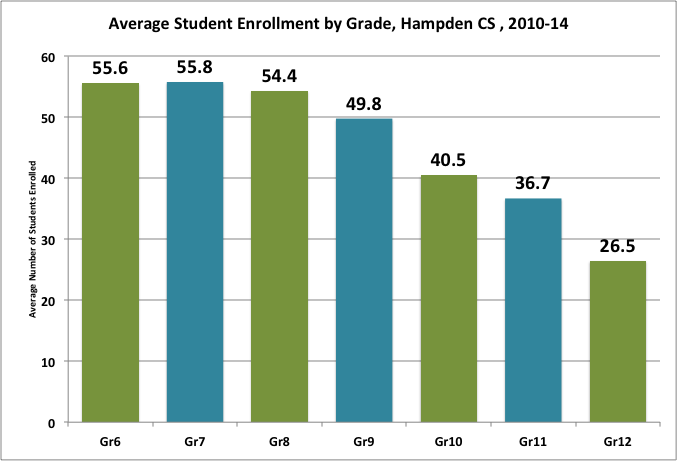 Average Student Enrollment by Grade, Hampden CS , 2010-14
Average Number of Students Enrolled
60
50
40
30
20
10
0
55.6
55.8
54.4
49.8
40.5
36.7
26.5
Gr6
Gr7
Gr8
Gr9
Gr10
Gr11
Gr12